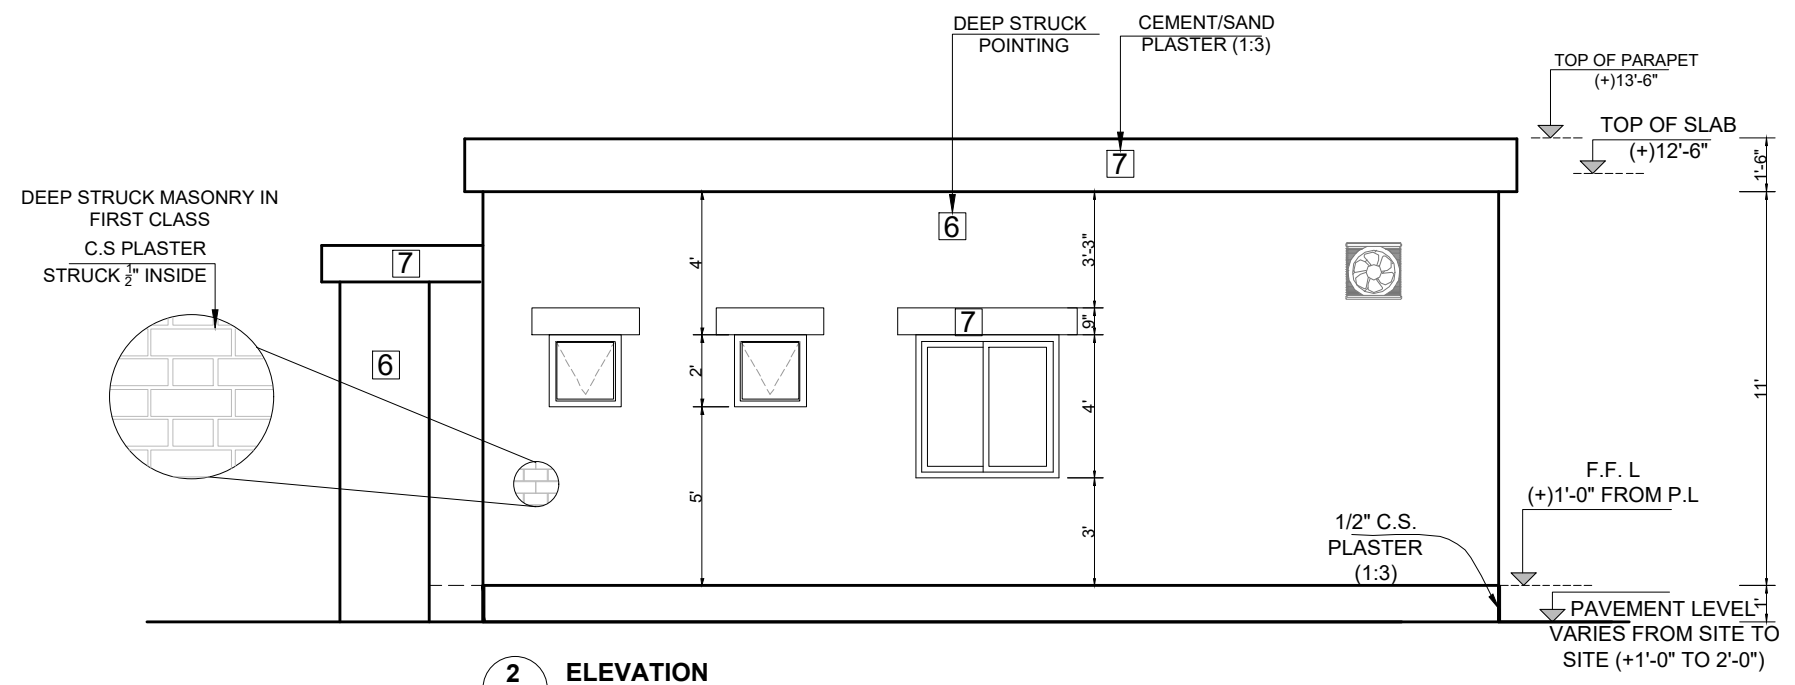 DEEP STRUCK
POINTING
CEMENT/SAND
PLASTER (1:3)
TOP OF PARAPET
(+)13'-6"
TOP OF SLAB
(+)12'-6"
1'-6"
7
DEEP STRUCK MASONRY IN
FIRST CLASS
C.S PLASTER
STRUCK ½" INSIDE
6
7
4'
3'-3"
9"
7
6
2'
4'
11'
5'
3'
F.F. L
(+)1'-0" FROM P.L
1/2" C.S.
PLASTER
(1:3)
1'
PAVEMENT LEVEL
VARIES FROM SITE TO
SITE (+1'-0" TO 2'-0")
2
ELEVATION